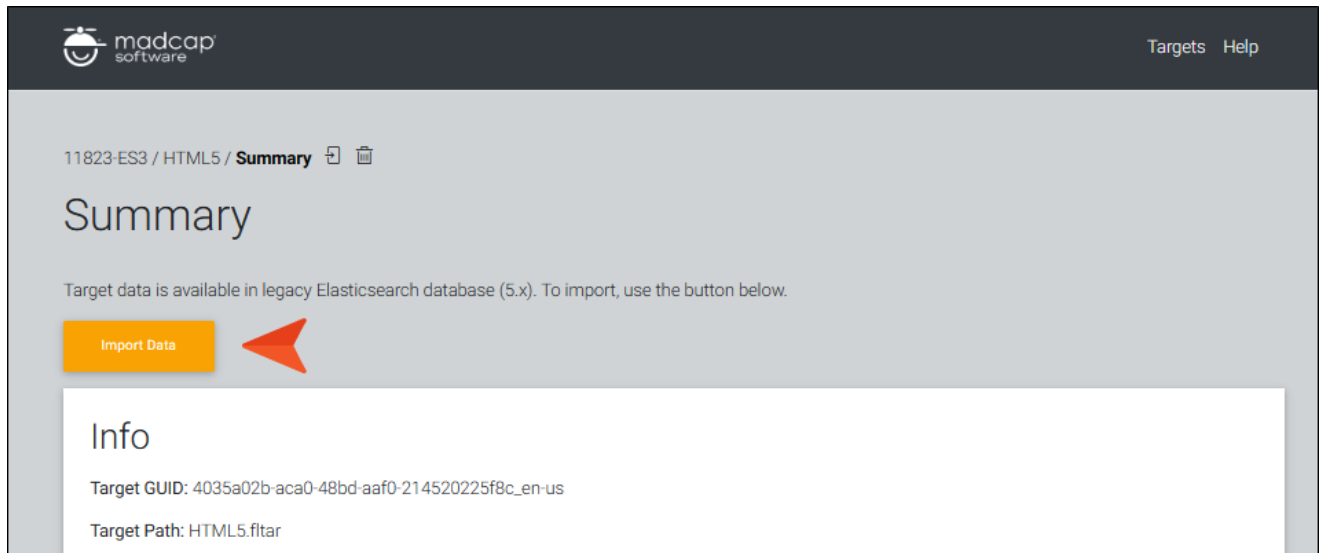 madcap
software
Targets Help
11823-ES3 / HTML5 / Summary
Summary
Target data is available in legacy Elasticsearch database (5.x). To import, use the button below.
Import Data
Info
Target GUID: 4035a02b-aca0-48bd-aaf0-214520225f8c_en-us
Target Path: HTML5.fltar